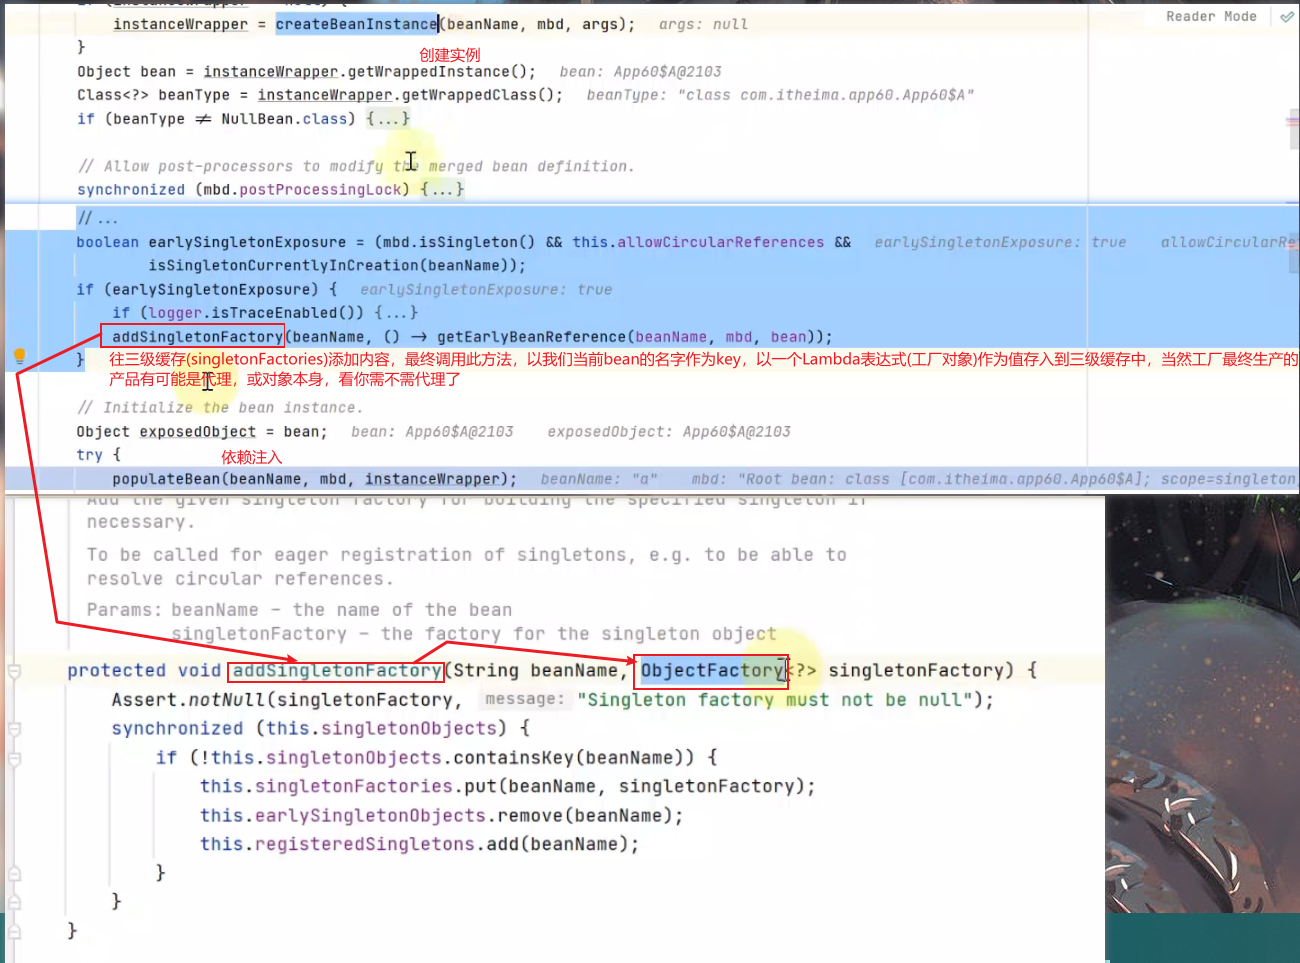 instanceWrapper = createBeanInstance(beanName, mbd, args); args: null
Reader Mode
}
创建实例
Object bean = instanceWrapper.getWrappedInstance(); bean: App60$A@2103
Class<?> beanType = instanceWrapper.getWrappedClass(); beanType: "class com.itheima.app60.App60$A"
if (beanType ≠ NullBean.class) {...}
// Allow post-processors to modify the merged bean definition.
synchronized (mbd.postProcessingLock) {...}
//...
boolean earlySingletonExposure = (mbd.isSingleton() && this.allowCircularReferences && earlySingletonExposure: true allowCircularRe
isSingletonCurrentlyInCreation(beanName));
if (earlySingletonExposure) { earlySingletonExposure: true
if (logger.isTraceEnabled()) {...}
addSingletonFactory(beanName, () → getEarlyBeanReference(beanName, mbd, bean));
} 往三级缓存(singletonFactories)添加内容，最终调用此方法，以我们当前bean的名字作为key，以一个Lambda表达式(工厂对象)作为值存入到三级缓存中，当然工厂最终生产的
产品有可能是代理，或对象本身，看你需不需代理了
// Initialize the bean instance.
Object exposedObject = bean; bean: App60$A@2103 exposedObject: App60$A@2103
try {
依赖注入
populateBean(beanName, mbd, instanceWrapper); beanName: "a" mbd: "Root bean: class [com.itheima.app60.App60$A]; scope=singleton;
Add the given singleton factory for building the specified singleton if
necessary.
To be called for eager registration of singletons, e.g. to be able to
resolve circular references.
Params: beanName – the name of the bean
singletonFactory – the factory for the singleton object
protected void addSingletonFactory(String beanName, ObjectFactory<?> singletonFactory) {
Assert.notNull(singletonFactory, message: "Singleton factory must not be null");
synchronized (this.singletonObjects) {
if (!this.singletonObjects.containsKey(beanName)) {
this.singletonFactories.put(beanName, singletonFactory);
this.earlySingletonObjects.remove(beanName);
this.registeredSingletons.add(beanName);
}
}
}